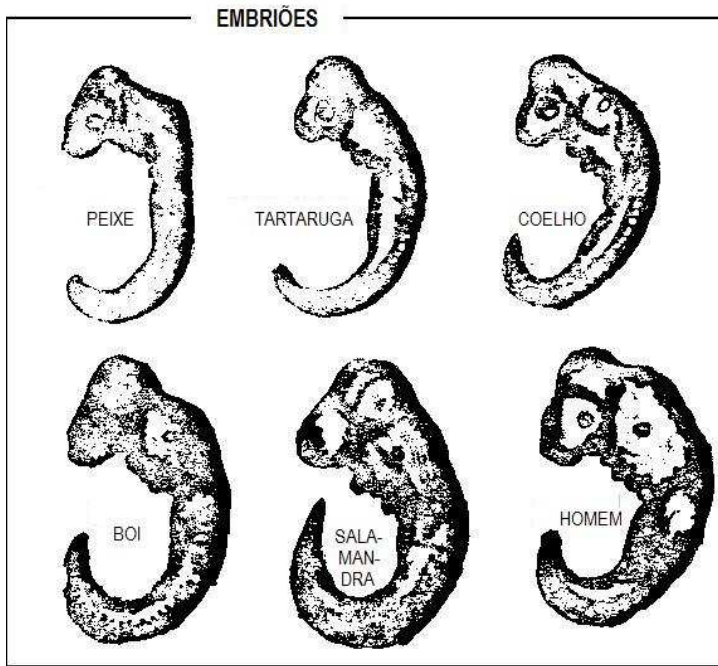 EMBRIÕES
PEIXE
TARTARUGA
COELHO
BOI
SALA-
MAN-
DRA
HOMEM